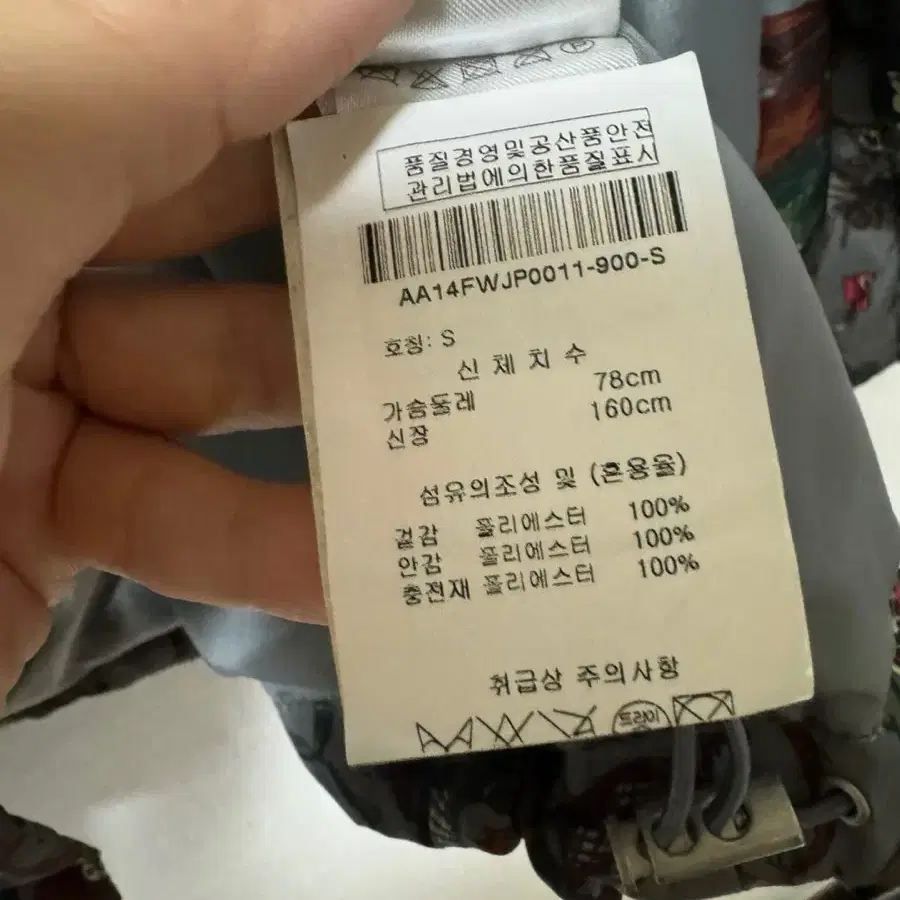 품질경영및공산품안전
관리법에의한품질표시
AA14FWJP0011-900-S
호칭: S
신 체 치 수
가슴둘레 78cm
신장 160cm
섬유의조성 및 (혼용율)
겉감 폴리에스터 100%
안감 폴리에스터 100%
충전재 폴리에스터 100%
취급상 주의사항
드라이